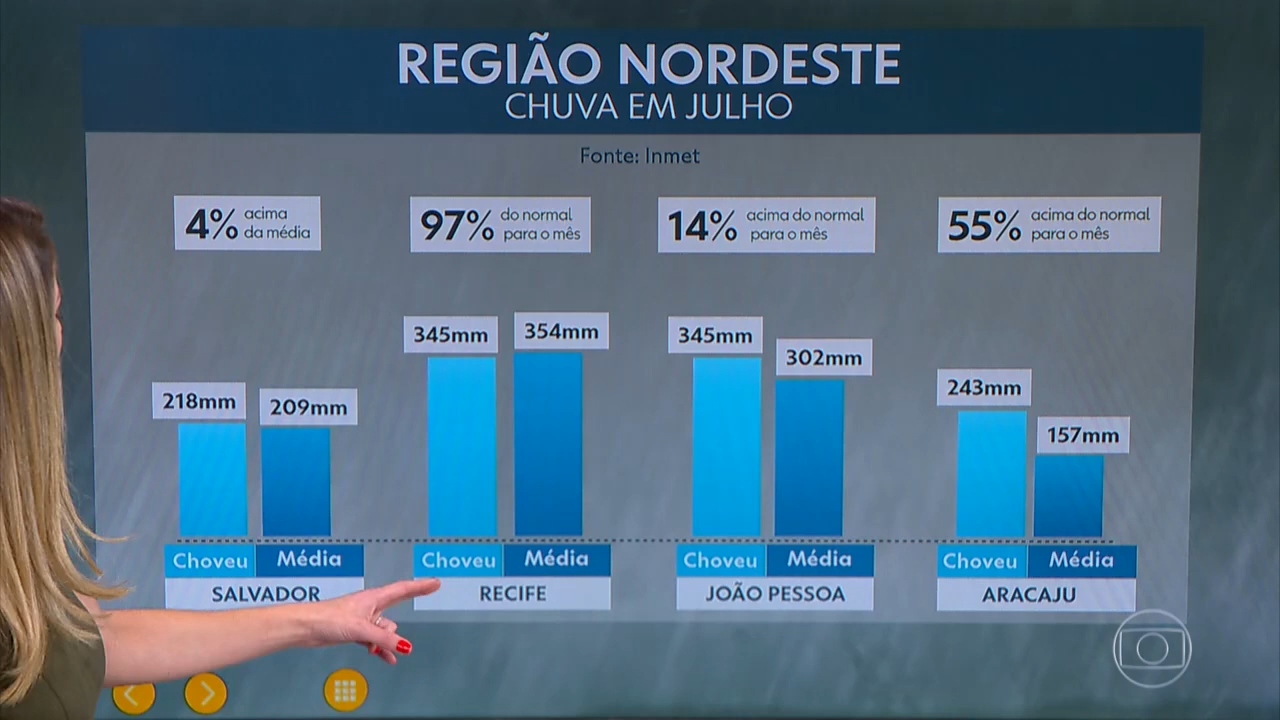 REGIÃO NORDESTE
CHUVA EM JULHO
Fonte: Inmet
4% acima
da média
97% do normal
para o mês
14% acima do normal
para o mês
55% acima do normal
para o mês
218mm
209mm
345mm
354mm
345mm
302mm
243mm
157mm
Choveu Média
SALVADOR
Choveu Média
RECIFE
Choveu Média
JOÃO PESSOA
Choveu Média
ARACAJU